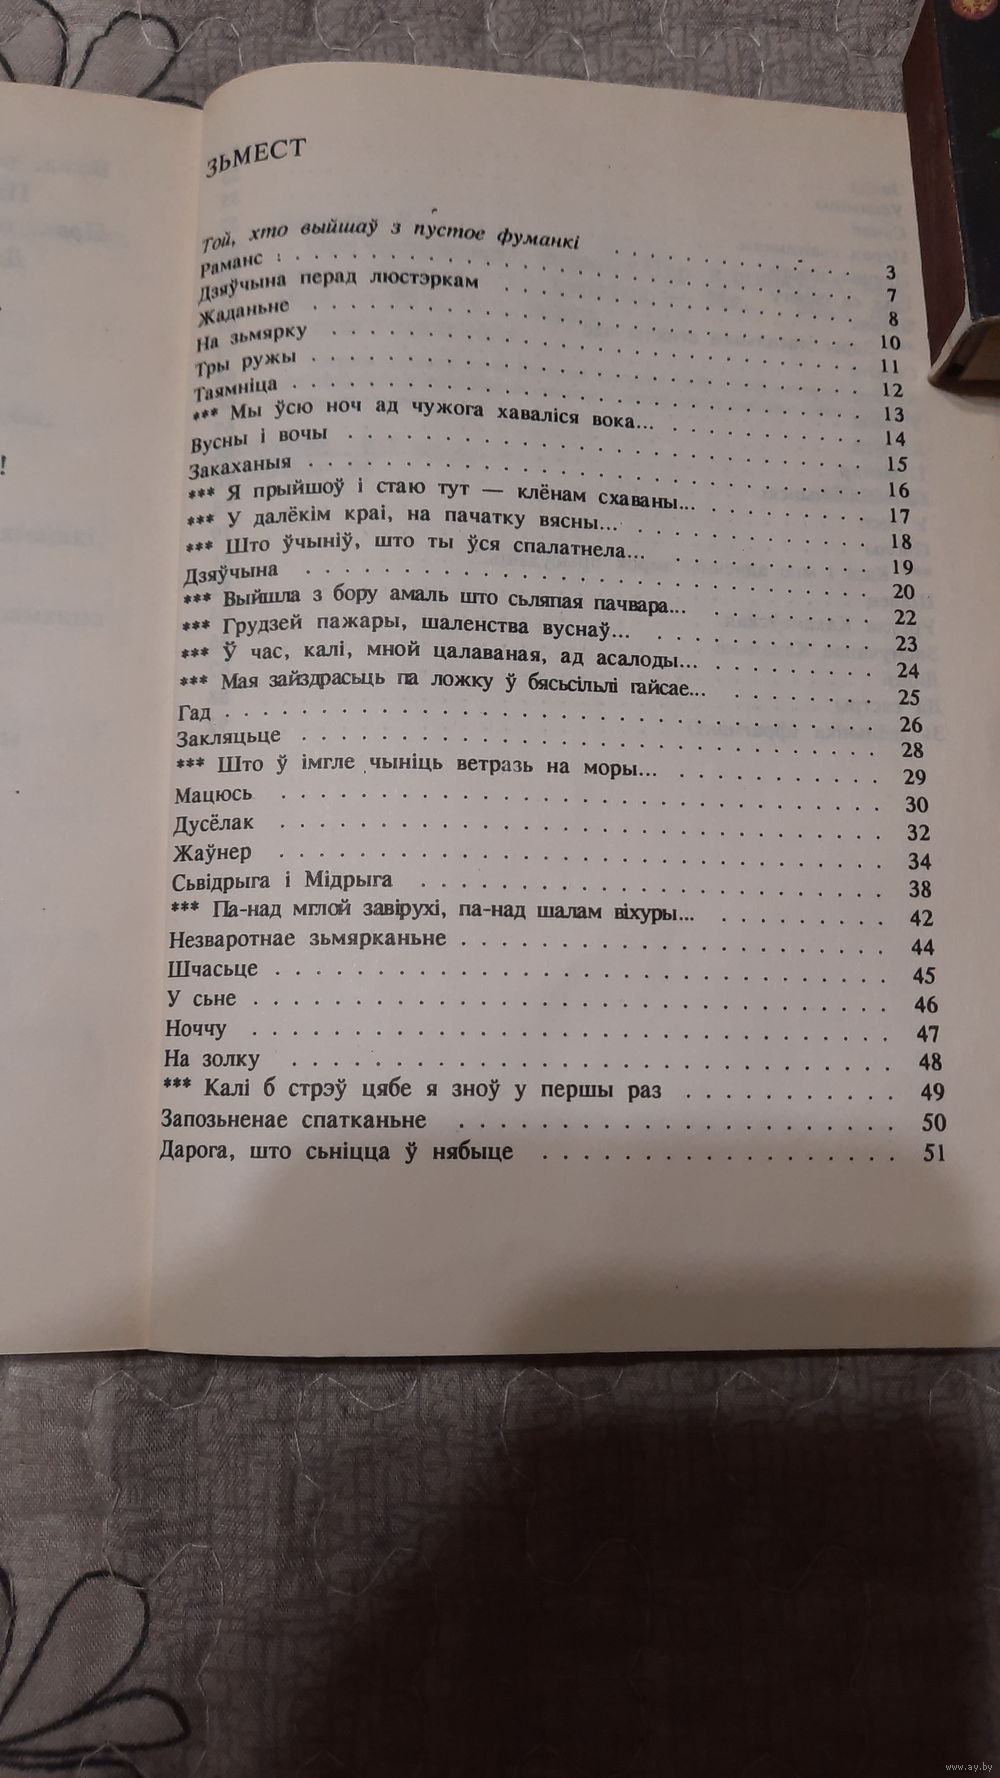 ЗЬМЕСТ
Той, хто выйшаў з пустое фуманкі . . . . . . . . . . . 3
Раманс . . . . . . . . . . . . . . . . . . . . . . . . 7
Дзяўчына перад люстэркам . . . . . . . . . . . . . . . 8
Жаданьне . . . . . . . . . . . . . . . . . . . . . . . 10
На зьмярку . . . . . . . . . . . . . . . . . . . . . . 11
Тры ружы . . . . . . . . . . . . . . . . . . . . . . . 12
Таямніца . . . . . . . . . . . . . . . . . . . . . . . 13
*** Мы ўсю ноч ад чужога хаваліся вока... . . . . . . . 14
Вусны і вочы . . . . . . . . . . . . . . . . . . . . . 15
Закаханыя . . . . . . . . . . . . . . . . . . . . . . 16
*** Я прыйшоў і стаю тут — клёнам схаваны... . . . . . 17
*** У далёкім краі, на пачатку вясны... . . . . . . . . 18
*** Што ўчыніў, што ты ўся спалатнела... . . . . . . . 19
Дзяўчына . . . . . . . . . . . . . . . . . . . . . . . 20
*** Выйшла з бору амаль што сьляпая пачвара... . . . . 22
*** Грудзей пажары, шаленства вуснаў... . . . . . . . . 23
*** Ў час, калі, мной цалаваная, ад асалоды... . . . . 24
*** Мая зайздрасьць па ложку ў бясьсільлі гайсае... . . . 25
Гад . . . . . . . . . . . . . . . . . . . . . . . . . 26
Закляцьце . . . . . . . . . . . . . . . . . . . . . . 28
*** Што ў імгле чыніць ветразь на моры... . . . . . . . 29
Мацюсь . . . . . . . . . . . . . . . . . . . . . . . . 30
Дусёлак . . . . . . . . . . . . . . . . . . . . . . . 32
Жаўнер . . . . . . . . . . . . . . . . . . . . . . . . 34
Сьвідрыга і Мідрыга . . . . . . . . . . . . . . . . . 38
*** Па-над мглой завірухі, па-над шалам віхуры... . . . 42
Незваротнае зьмярканьне . . . . . . . . . . . . . . . 44
Шчасьце . . . . . . . . . . . . . . . . . . . . . . . 45
У сьне . . . . . . . . . . . . . . . . . . . . . . . . 46
Ноччу . . . . . . . . . . . . . . . . . . . . . . . . 47
На золку . . . . . . . . . . . . . . . . . . . . . . . 48
*** Калі б стрэў цябе я зноў у першы раз . . . . . . . 49
Запозьненае спатканьне . . . . . . . . . . . . . . . . 50
Дарога, што сьніцца ў нябыце . . . . . . . . . . . . . 51
www.ay.by